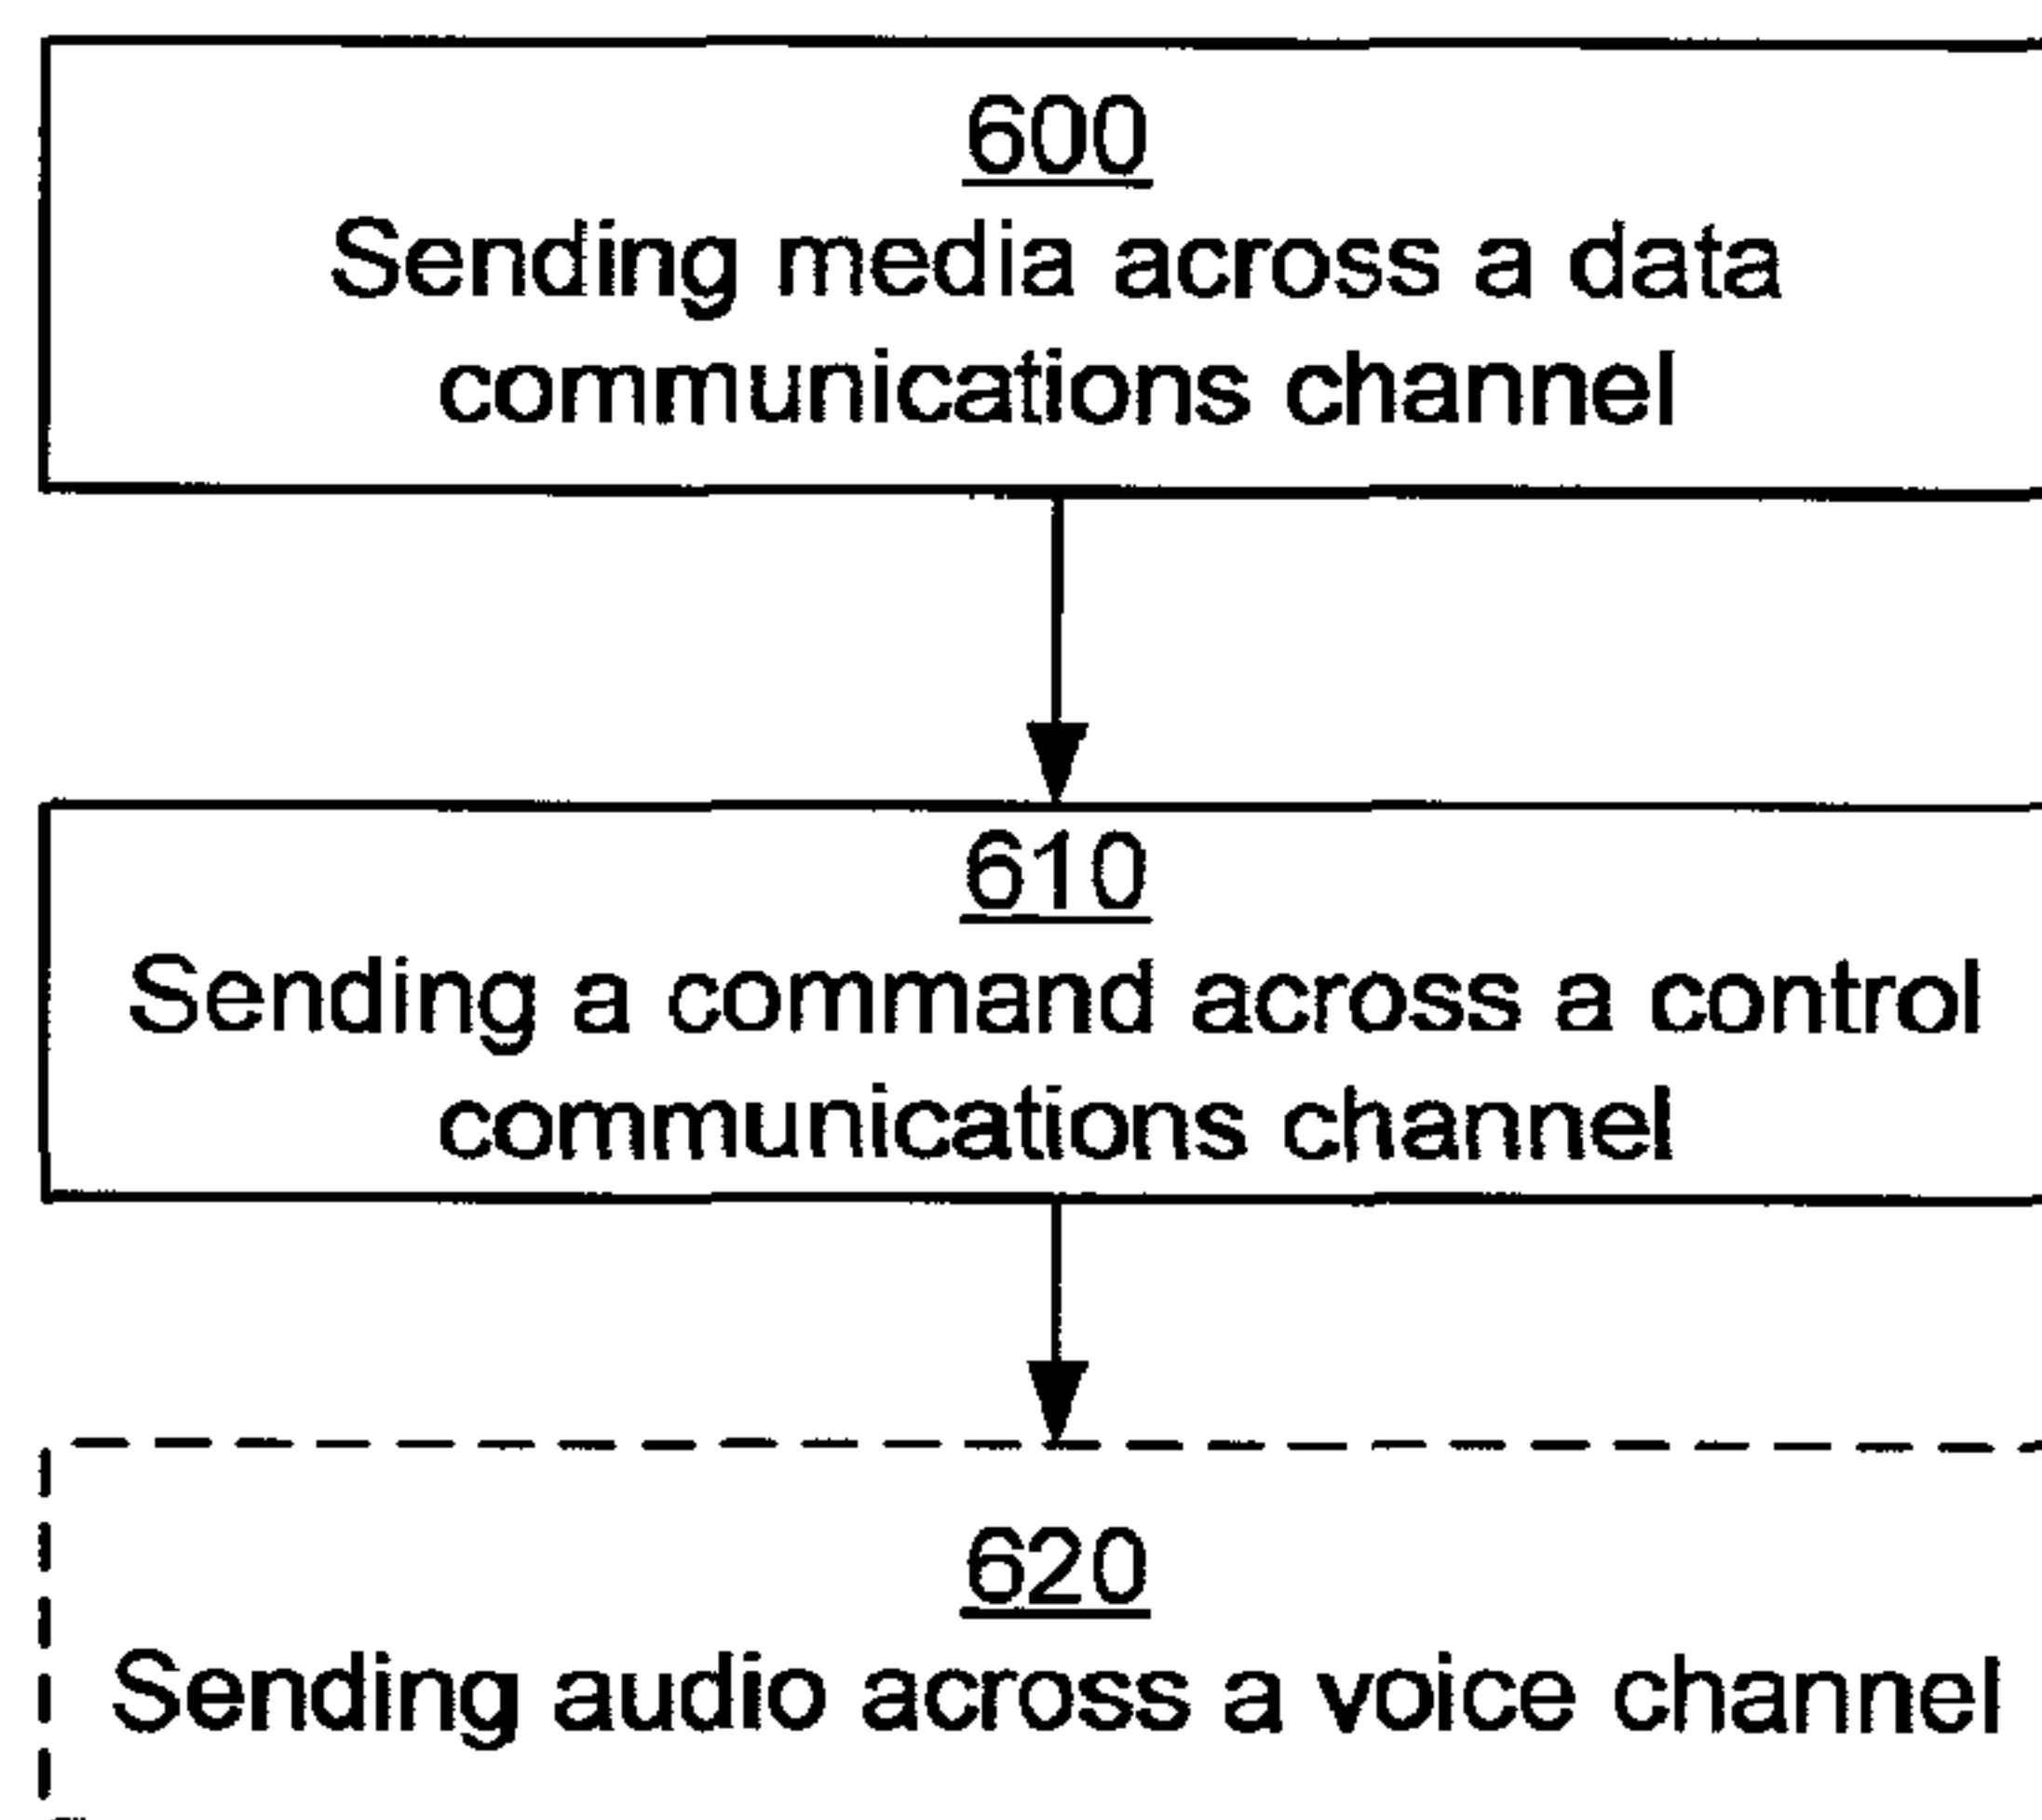 600
Sending media across a data
communications channel
610
Sending a command across a control
communications channel
620
Sending audio across a voice channel